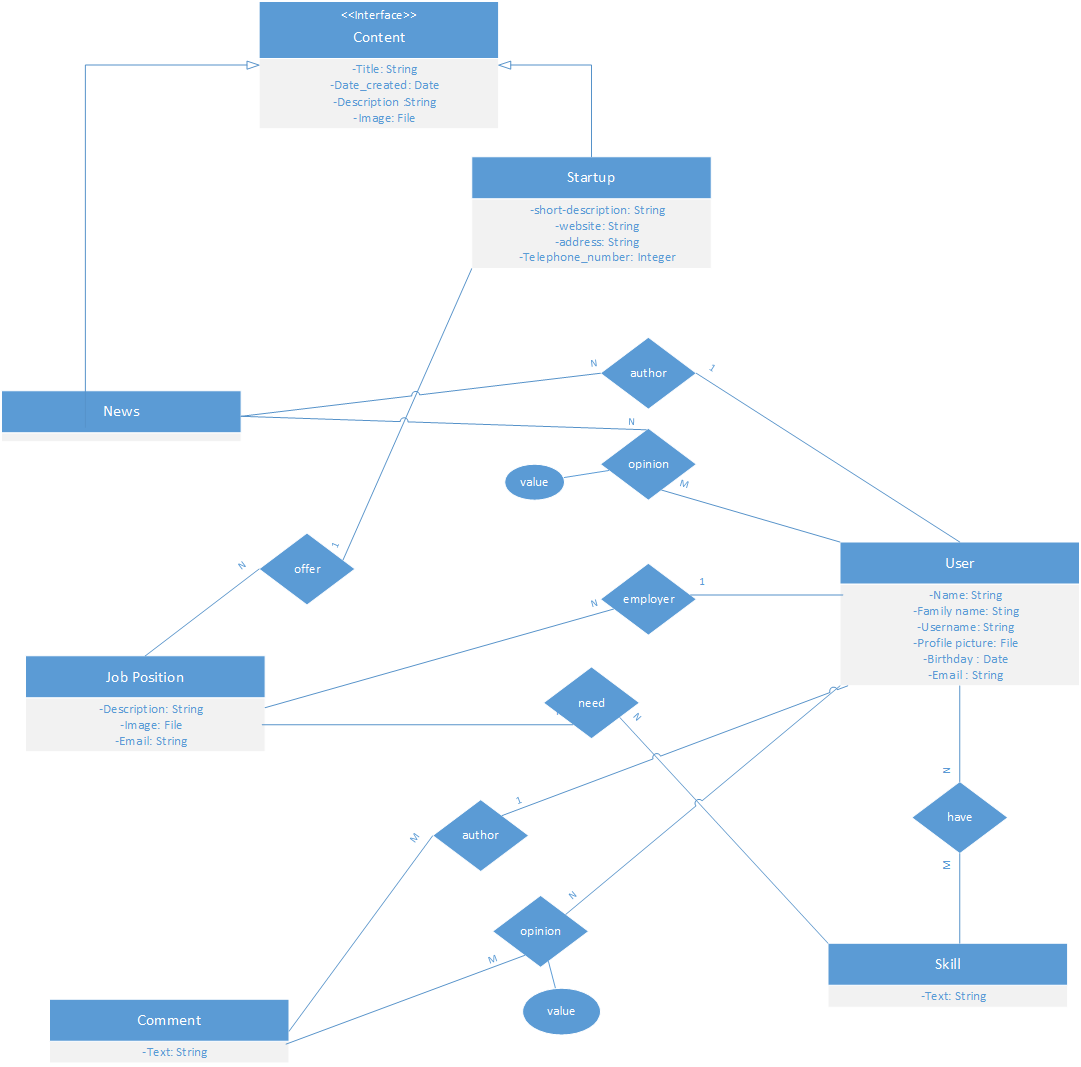 <<Interface>>
Content
-Title: String
-Date_created: Date
-Description :String
-Image: File
Startup
-short-description: String
-website: String
-address: String
-Telephone_number: Integer
N
author
1
News
N
opinion
value
M
1
offer
N
User
-Name: String
-Family name: Sting
-Username: String
-Profile picture: File
-Birthday : Date
-Email : String
1
employer
N
Job Position
-Description: String
-Image: File
-Email: String
need
N
N
have
M
1
author
M
N
opinion
M
value
Skill
-Text: String
Comment
-Text: String